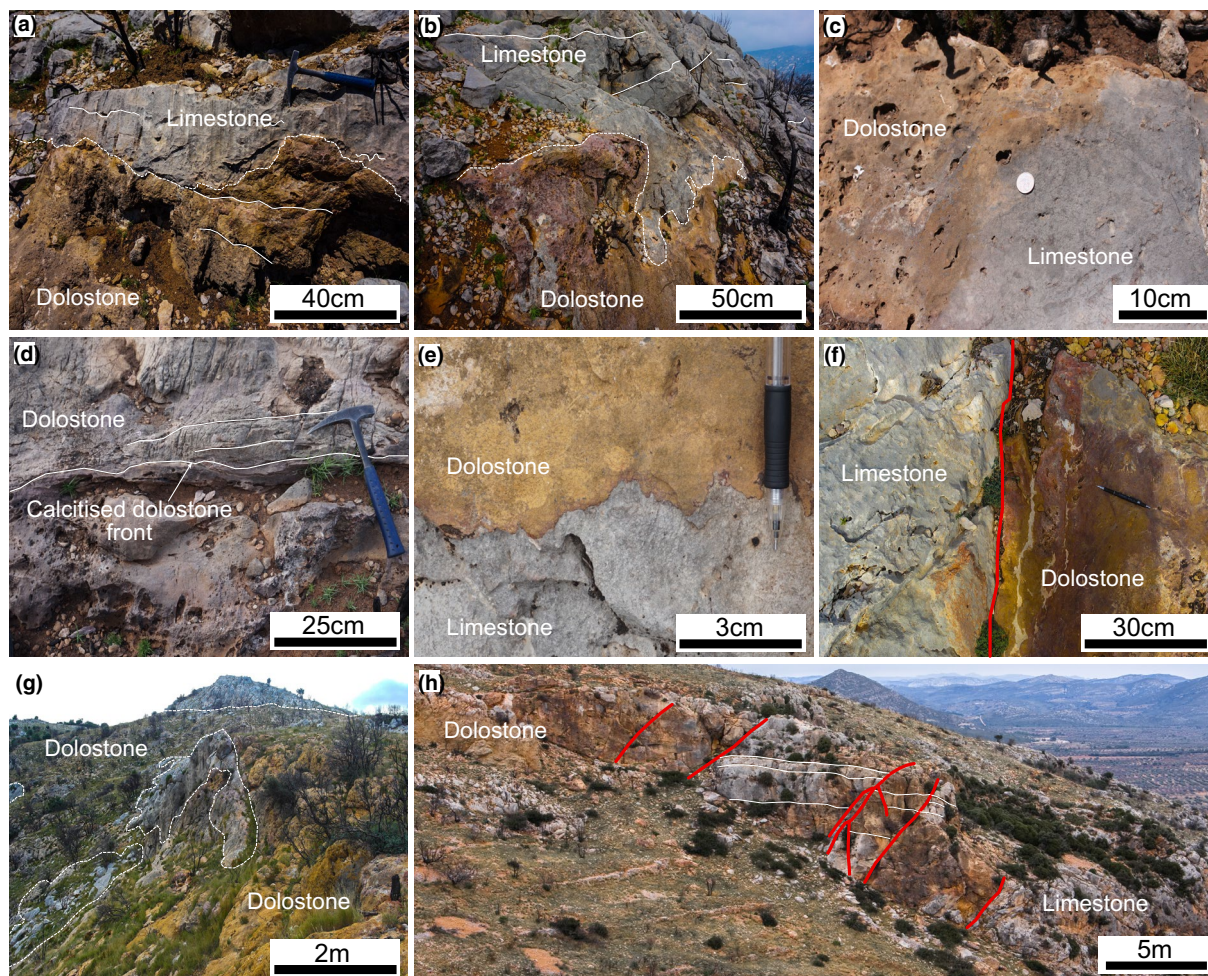 (a)
Limestone
Dolostone
40cm
(b)
Limestone
Dolostone
50cm
(c)
Dolostone
Limestone
10cm
(d)
Dolostone
Calcitised dolostone
front
25cm
(e)
Dolostone
Limestone
3cm
(f)
Limestone
Dolostone
30cm
(g)
Dolostone
Dolostone
2m
(h)
Dolostone
Limestone
5m